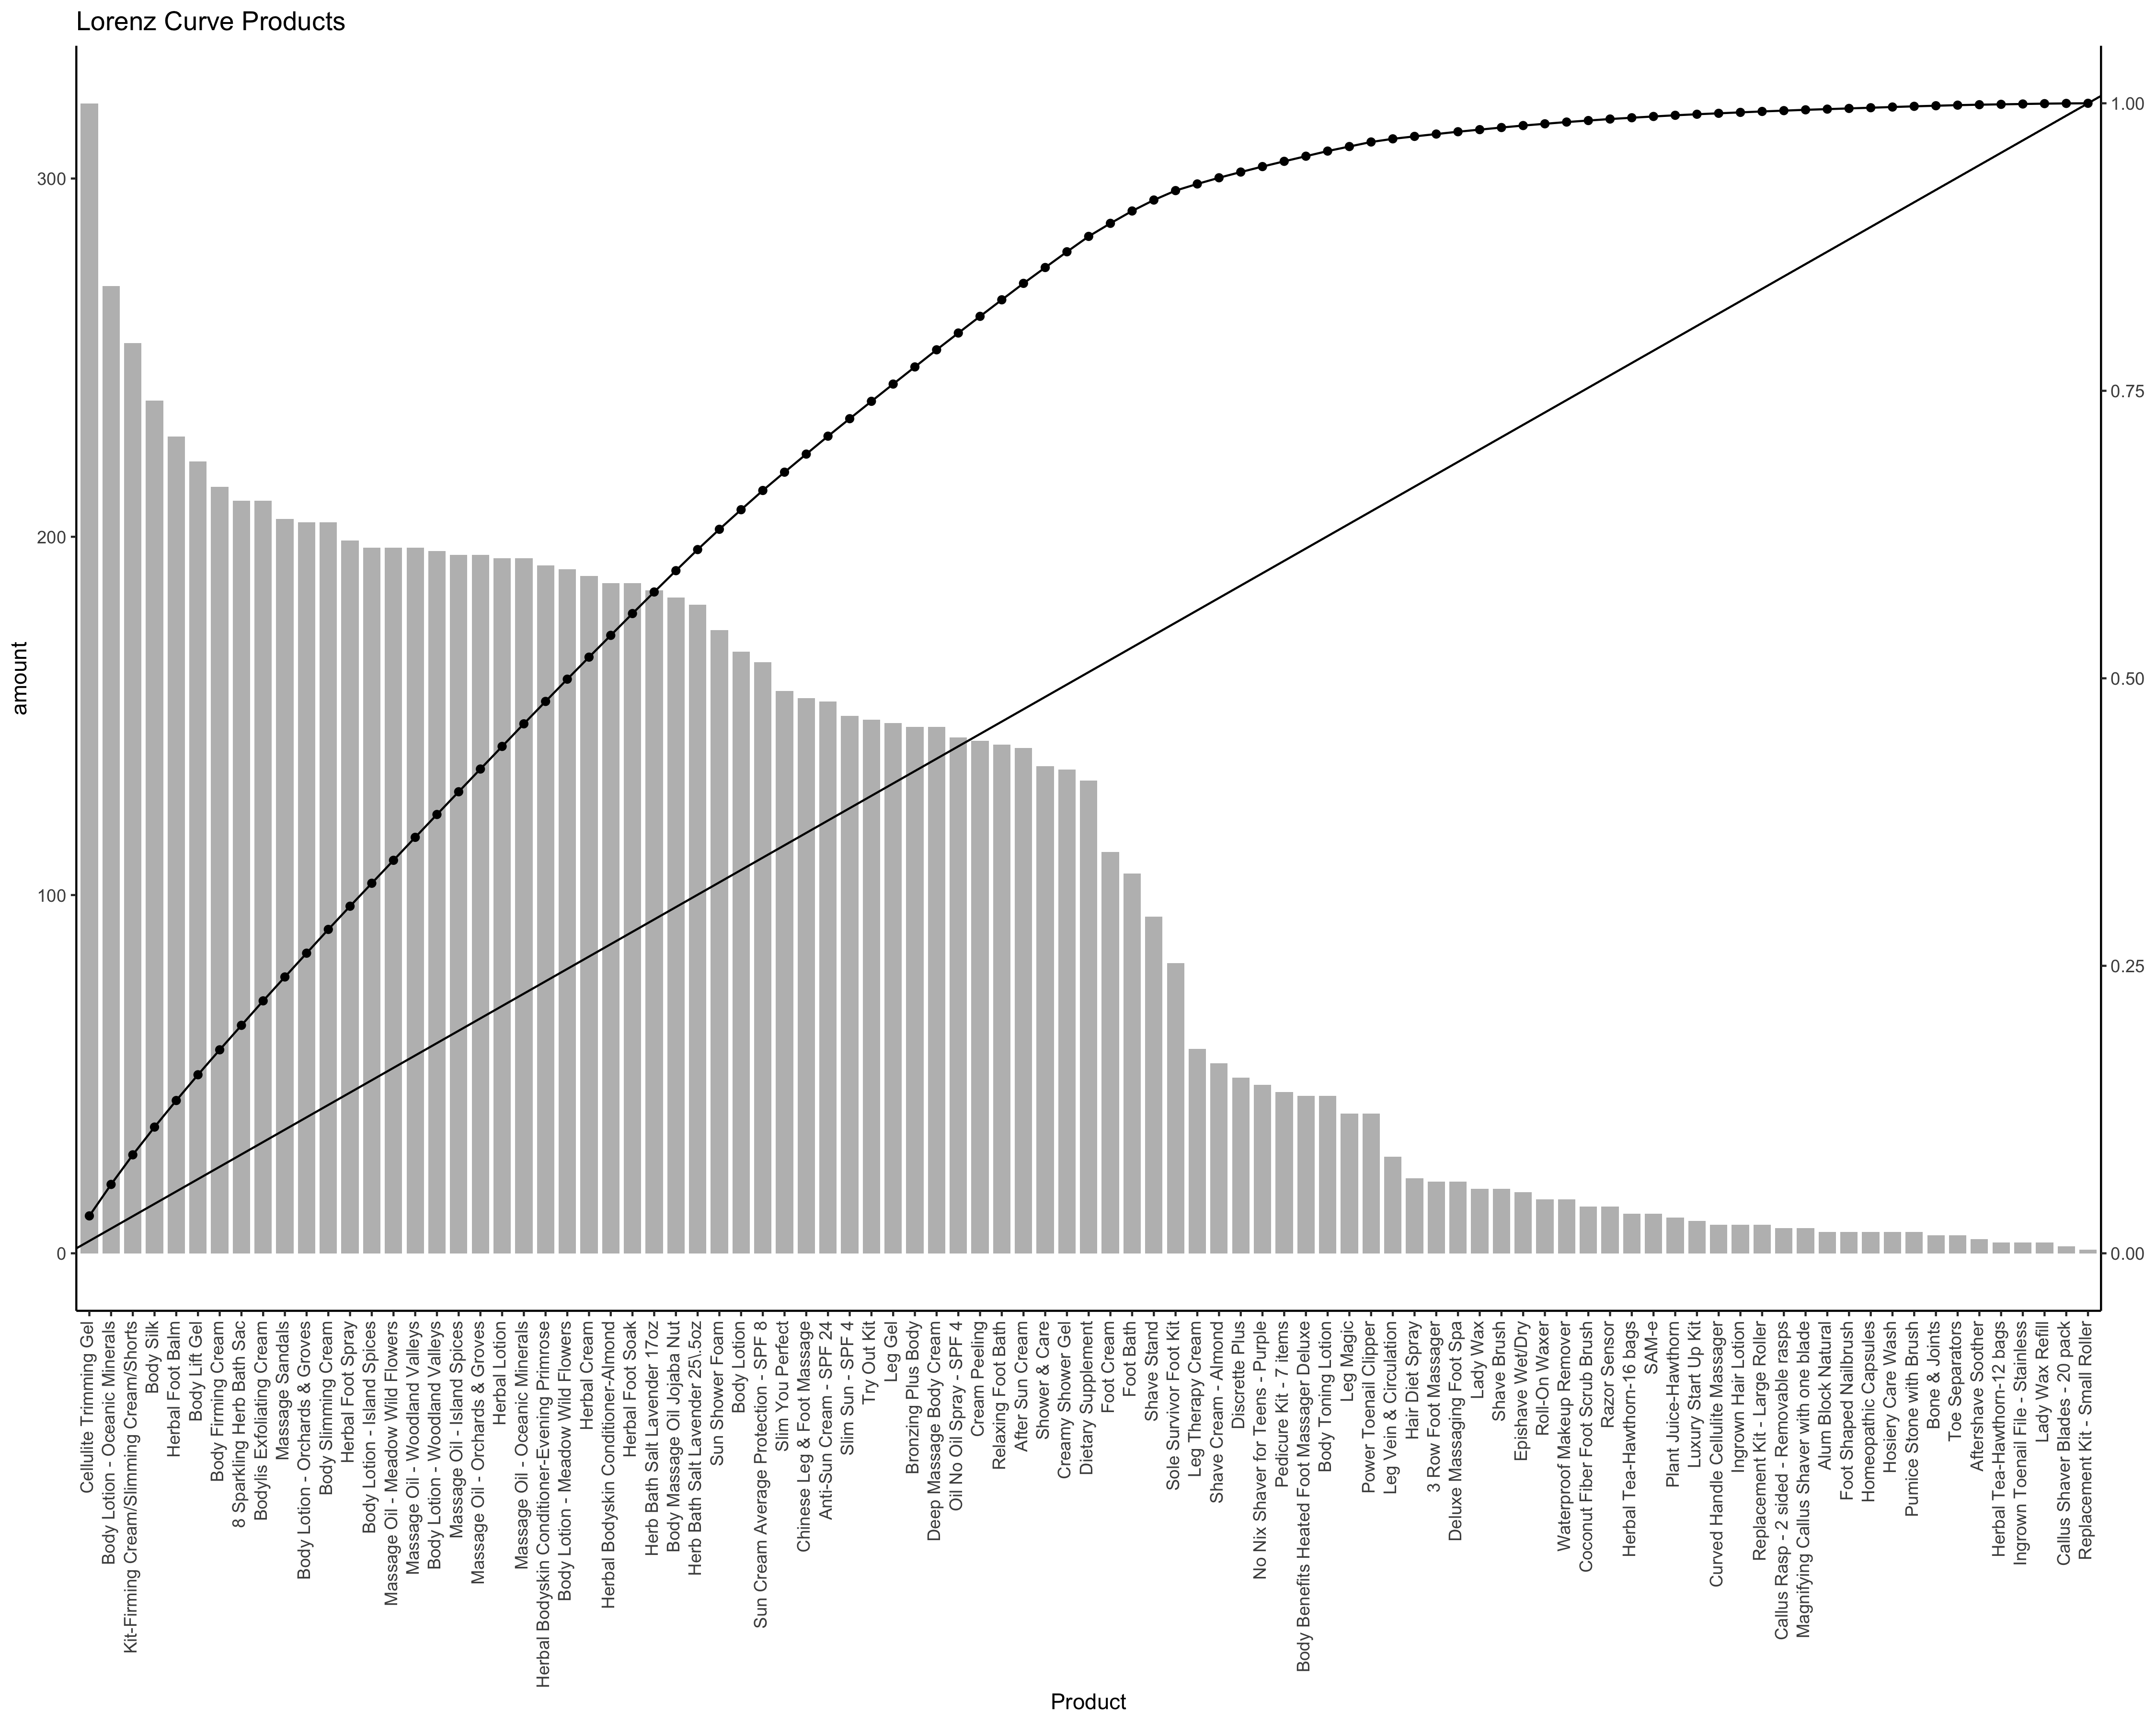 Lorenz Curve Products
300
200
100
0
amount
1.00
0.75
0.50
0.25
0.00
Cellulite Trimming Gel
Body Lotion - Oceanic Minerals
Kit-Firming Cream/Slimming Cream/Shorts
Body Silk
Herbal Foot Balm
Body Lift Gel
Body Firming Cream
8 Sparkling Herb Bath Sac
Bodylis Exfoliating Cream
Massage Sandals
Body Lotion - Orchards & Groves
Body Slimming Cream
Herbal Foot Spray
Body Lotion - Island Spices
Massage Oil - Meadow Wild Flowers
Massage Oil - Woodland Valleys
Body Lotion - Woodland Valleys
Massage Oil - Island Spices
Massage Oil - Orchards & Groves
Herbal Lotion
Massage Oil - Oceanic Minerals
Herbal Bodyskin Conditioner-Evening Primrose
Body Lotion - Meadow Wild Flowers
Herbal Cream
Herbal Bodyskin Conditioner-Almond
Herbal Foot Soak
Herb Bath Salt Lavender 17oz
Body Massage Oil Jojaba Nut
Herb Bath Salt Lavender 25\.5oz
Sun Shower Foam
Body Lotion
Sun Cream Average Protection - SPF 8
Slim You Perfect
Chinese Leg & Foot Massage
Anti-Sun Cream - SPF 24
Slim Sun - SPF 4
Try Out Kit
Leg Gel
Bronzing Plus Body
Deep Massage Body Cream
Oil No Oil Spray - SPF 4
Cream Peeling
Relaxing Foot Bath
After Sun Cream
Shower & Care
Creamy Shower Gel
Dietary Supplement
Foot Cream
Foot Bath
Shave Stand
Sole Survivor Foot Kit
Leg Therapy Cream
Shave Cream - Almond
Discrette Plus
No Nix Shaver for Teens - Purple
Pedicure Kit - 7 items
Body Benefits Heated Foot Massager Deluxe
Body Toning Lotion
Leg Magic
Power Toenail Clipper
Leg Vein & Circulation
Hair Diet Spray
3 Row Foot Massager
Deluxe Massaging Foot Spa
Lady Wax
Shave Brush
Epishave Wet/Dry
Roll-On Waxer
Waterproof Makeup Remover
Coconut Fiber Foot Scrub Brush
Razor Sensor
Herbal Tea-Hawthorn-16 bags
SAM-e
Plant Juice-Hawthorn
Luxury Start Up Kit
Curved Handle Cellulite Massager
Ingrown Hair Lotion
Replacement Kit - Large Roller
Callus Rasp - 2 sided - Removable rasps
Magnifying Callus Shaver with one blade
Alum Block Natural
Foot Shaped Nailbrush
Homeopathic Capsules
Hosiery Care Wash
Pumice Stone with Brush
Bone & Joints
Toe Separators
Aftershave Soother
Herbal Tea-Hawthorn-12 bags
Ingrown Toenail File - Stainless
Lady Wax Refill
Callus Shaver Blades - 20 pack
Replacement Kit - Small Roller
Product